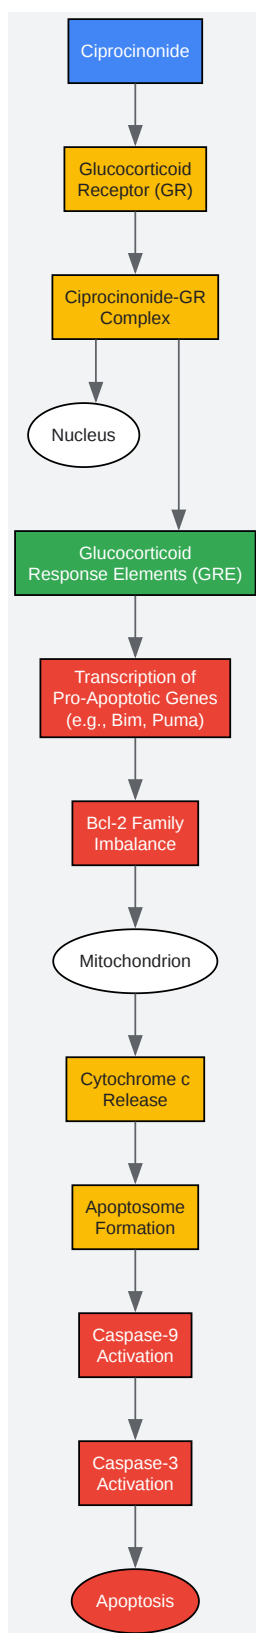 Ciprocinonide
Glucocorticoid
Receptor (GR)
Ciprocinonide-GR
Complex
Nucleus
Glucocorticoid
Response Elements (GRE)
Transcription of
Pro-Apoptotic Genes
(e.g., Bim, Puma)
Bcl-2 Family
Imbalance
Mitochondrion
Cytochrome c
Release
Apoptosome
Formation
Caspase-9
Activation
Caspase-3
Activation
Apoptosis